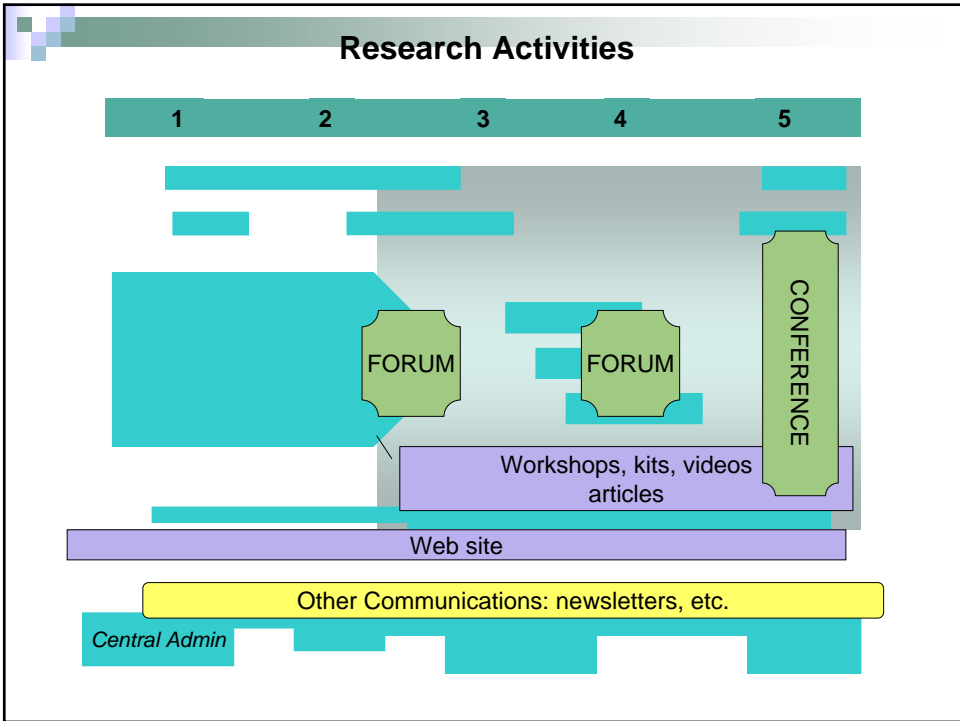 Research Activities
1 2 3 4 5
CONFERENCE
FORUM FORUM
Workshops, kits, videos
articles
Web site
Other Communications: newsletters, etc.
Central Admin